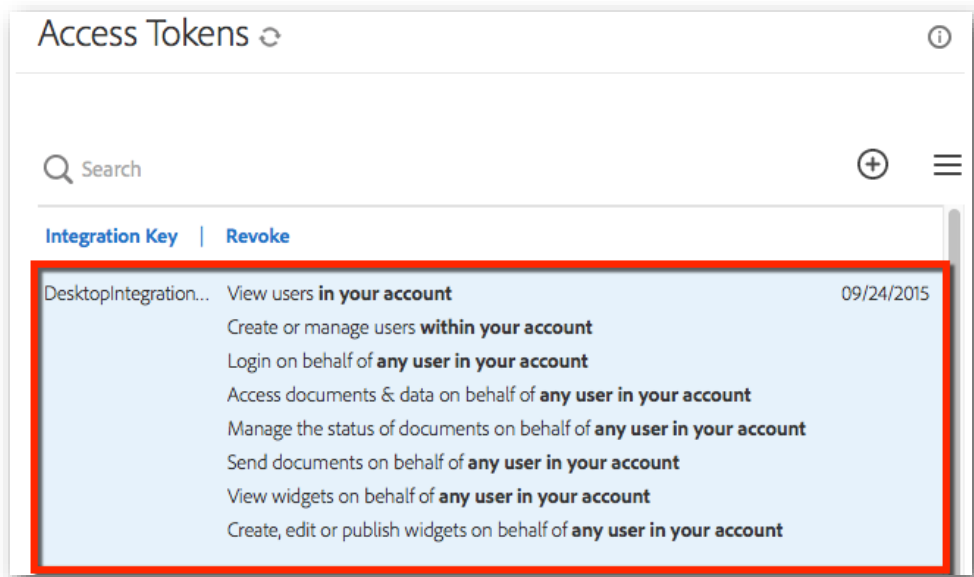 Access Tokens
Search
Integration Key | Revoke
DesktopIntegration... View users in your account 09/24/2015
Create or manage users within your account
Login on behalf of any user in your account
Access documents & data on behalf of any user in your account
Manage the status of documents on behalf of any user in your account
Send documents on behalf of any user in your account
View widgets on behalf of any user in your account
Create, edit or publish widgets on behalf of any user in your account